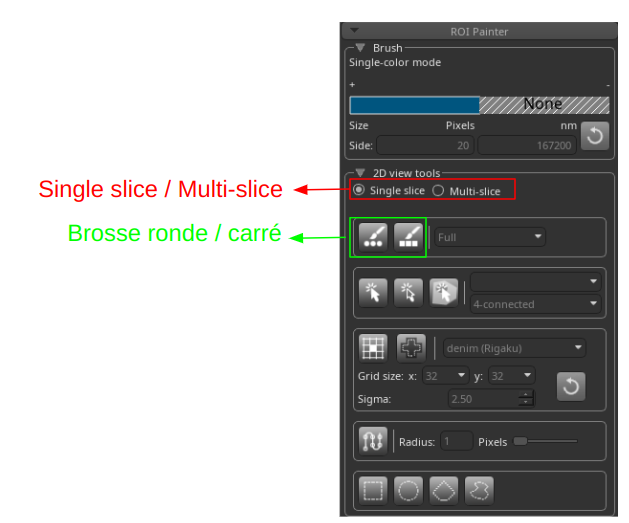 ROI Painter
Brush
Single-color mode
+ -
None
Size Pixels nm
Side: 20 167200
2D view tools
Single slice / Multi-slice
Single slice Multi-slice
Brosse ronde / carré
Full
4-connected
denim (Rigaku)
Grid size: x: 32 y: 32
Sigma: 2.50
Radius: 1 Pixels